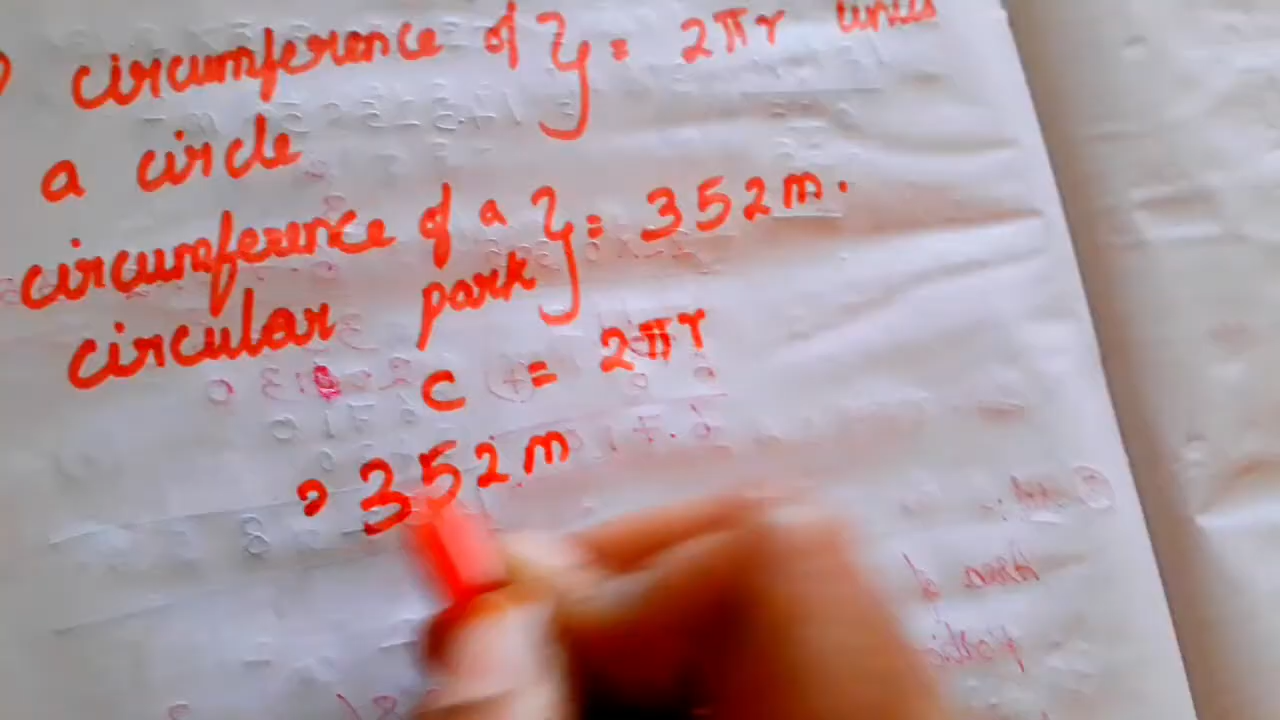 circumference of } = 2πr units
a circle
circumference of a } = 352m.
circular park
c = 2πr
⇒ 352m